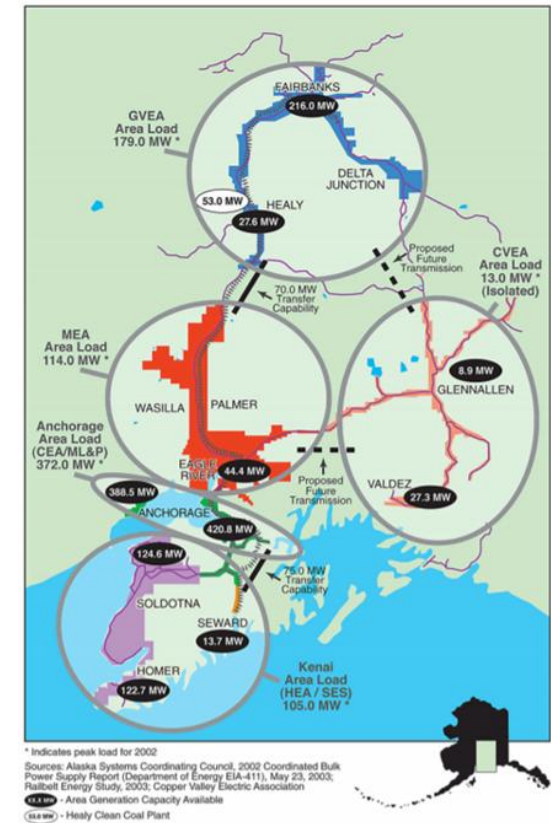 FAIRBANKS
216.0 MW
GVEA
Area Load
179.0 MW *
DELTA
JUNCTION
53.0 MW
HEALY
27.6 MW
Proposed
Future
Transmission
CVEA
Area Load
13.0 MW *
(Isolated)
70.0 MW
Transfer
Capability
MEA
Area Load
114.0 MW *
8.9 MW
GLENNALLEN
WASILLA
PALMER
Anchorage
Area Load
(CEA/ML&P)
372.0 MW *
EAGLE
RIVER
44.4 MW
Proposed
Future
Transmission
VALDEZ
27.3 MW
388.5 MW
ANCHORAGE
420.8 MW
124.6 MW
75.0 MW
Transfer
Capability
SOLDOTNA
SEWARD
13.7 MW
HOMER
122.7 MW
Kenai
Area Load
(HEA / SES)
105.0 MW *
* Indicates peak load for 2002
Sources: Alaska Systems Coordinating Council, 2002 Coordinated Bulk
Power Supply Report (Department of Energy EIA-411), May 23, 2003;
Railbelt Energy Study, 2003; Copper Valley Electric Association
XX.X MW - Area Generation Capacity Available
53.0 MW - Healy Clean Coal Plant